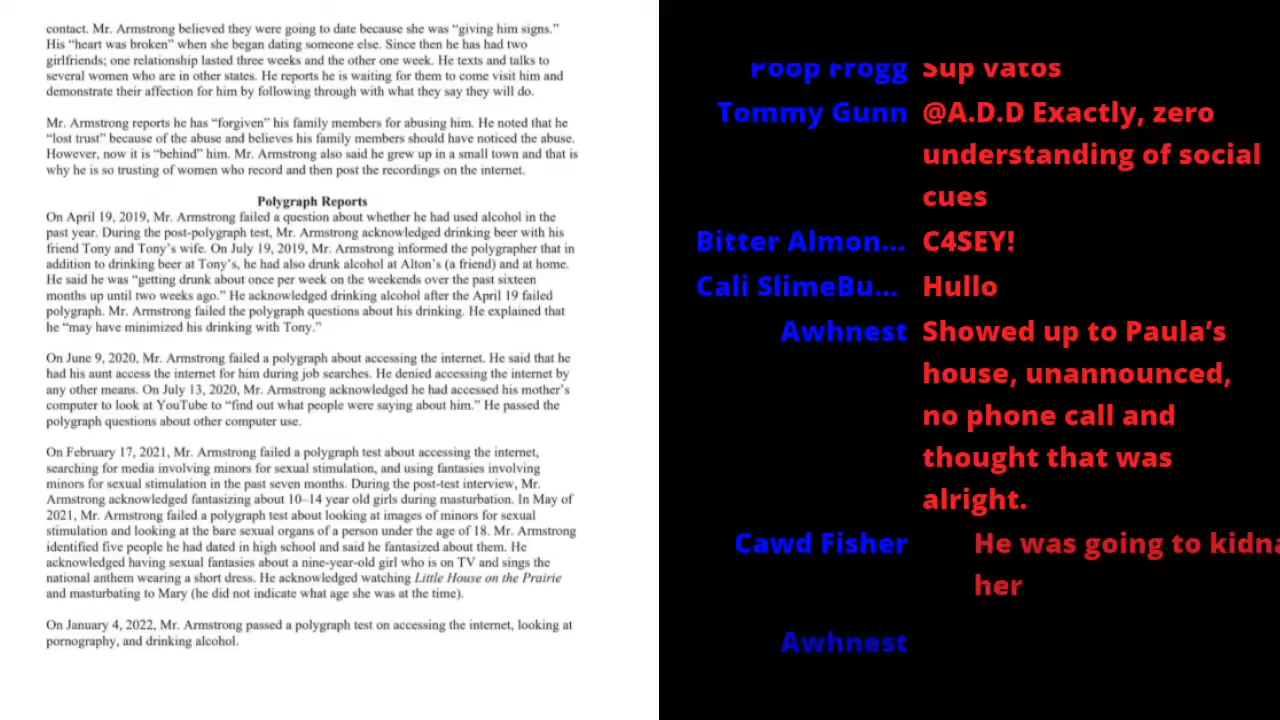 contact. Mr. Armstrong believed they were going to date because she was “giving him signs.”
His “heart was broken” when she began dating someone else. Since then he has had two
girlfriends; one relationship lasted three weeks and the other one week. He texts and talks to
several women who are in other states. He reports he is waiting for them to come visit him and
demonstrate their affection for him by following through with what they say they will do.
Mr. Armstrong reports he has “forgiven” his family members for abusing him. He noted that he
“lost trust” because of the abuse and believes his family members should have noticed the abuse.
However, now it is “behind” him. Mr. Armstrong also said he grew up in a small town and that is
why he is so trusting of women who record and then post the recordings on the internet.
Polygraph Reports
On April 19, 2019, Mr. Armstrong failed a question about whether he had used alcohol in the
past year. During the post-polygraph test, Mr. Armstrong acknowledged drinking beer with his
friend Tony and Tony’s wife. On July 19, 2019, Mr. Armstrong informed the polygrapher that in
addition to drinking beer at Tony’s, he had also drunk alcohol at Alton’s (a friend) and at home.
He said he was “getting drunk about once per week on the weekends over the past sixteen
months up until two weeks ago.” He acknowledged drinking alcohol after the April 19 failed
polygraph. Mr. Armstrong failed the polygraph questions about his drinking. He explained that
he “may have minimized his drinking with Tony.”
On June 9, 2020, Mr. Armstrong failed a polygraph about accessing the internet. He said that he
had his aunt access the internet for him during job searches. He denied accessing the internet by
any other means. On July 13, 2020, Mr. Armstrong acknowledged he had accessed his mother’s
computer to look at YouTube to “find out what people were saying about him.” He passed the
polygraph questions about other computer use.
On February 17, 2021, Mr. Armstrong failed a polygraph test about accessing the internet,
searching for media involving minors for sexual stimulation, and using fantasies involving
minors for sexual stimulation in the past seven months. During the post-test interview, Mr.
Armstrong acknowledged fantasizing about 10–14 year old girls during masturbation. In May of
2021, Mr. Armstrong failed a polygraph test about looking at images of minors for sexual
stimulation and looking at the bare sexual organs of a person under the age of 18. Mr. Armstrong
identified five people he had dated in high school and said he fantasized about them. He
acknowledged having sexual fantasies about a nine-year-old girl who is on TV and sings the
national anthem wearing a short dress. He acknowledged watching Little House on the Prairie
and masturbating to Mary (he did not indicate what age she was at the time).
On January 4, 2022, Mr. Armstrong passed a polygraph test on accessing the internet, looking at
pornography, and drinking alcohol.
Poop Frogg Sup vatos
Tommy Gunn @A.D.D Exactly, zero
understanding of social
cues
Bitter Almon... C4SEY!
Cali SlimeBu... Hullo
Awhnest Showed up to Paula’s
house, unannounced,
no phone call and
thought that was
alright.
Cawd Fisher He was going to kidna
her
Awhnest